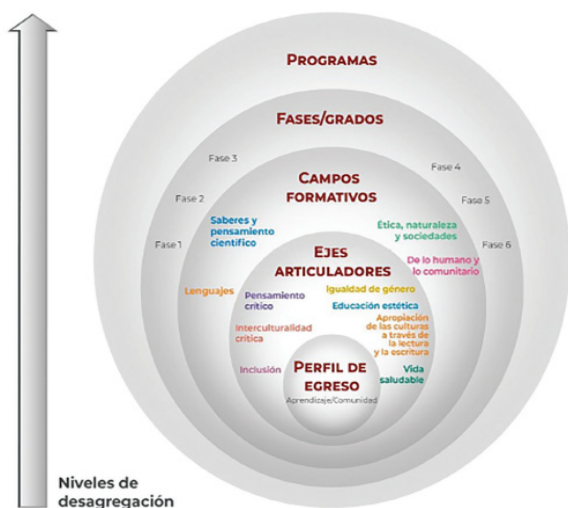 PROGRAMAS
FASES/GRADOS
Fase 3
Fase 4
Fase 2
Fase 5
Fase 1
Fase 6
CAMPOS
FORMATIVOS
Saberes y
pensamiento
científico
Ética, naturaleza
y sociedades
De lo humano y
lo comunitario
Lenguajes
EJES
ARTICULADORES
Igualdad de género
Pensamiento
crítico
Educación estética
Interculturalidad
crítica
Apropiación
de las culturas
a través de
la lectura
y la escritura
Inclusión
Vida
saludable
PERFIL DE
EGRESO
Aprendizaje/Comunidad
Niveles de
desagregación